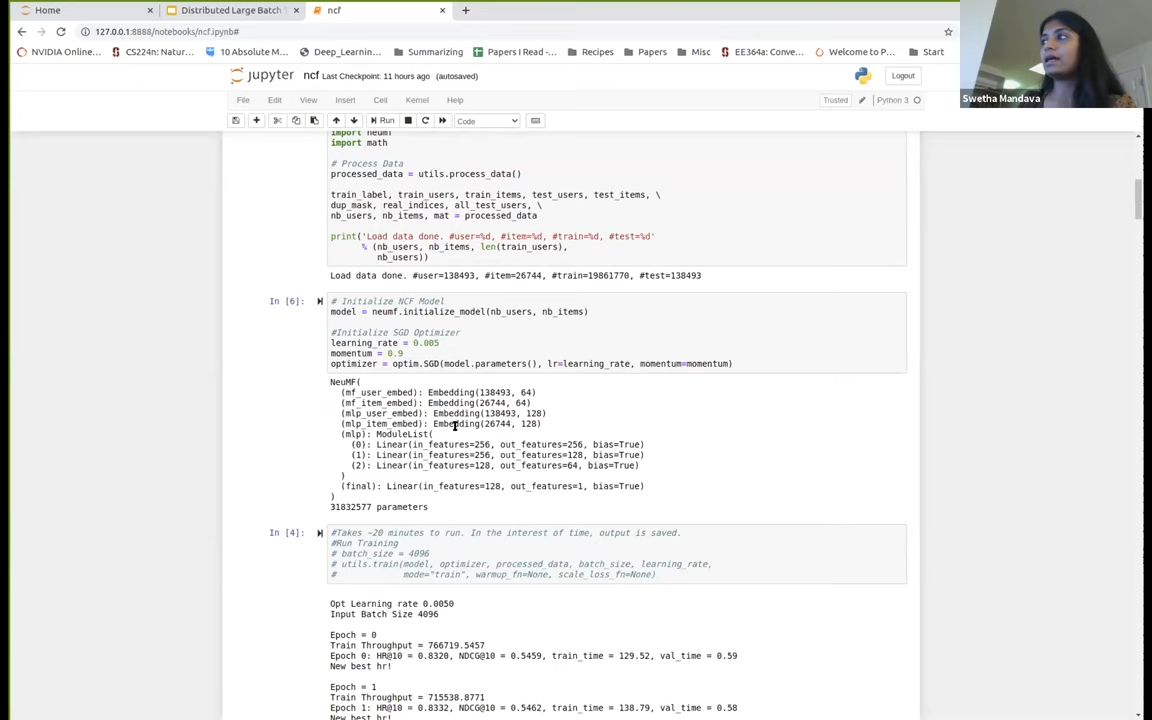 Home
Distributed Large Batch T
ncf
127.0.0.1:8888/notebooks/ncf.ipynb#
NVIDIA Online... CS224n: Natur... 10 Absolute M... Deep_Learnin... Summarizing Papers I Read -... Recipes Papers Misc EE364a: Conve... Welcome to P... Start
Swetha Mandava
jupyter ncf Last Checkpoint: 11 hours ago (autosaved)
Logout
File Edit View Insert Cell Kernel Help
Trusted Python 3
Run Code
import neumf
import math
# Process Data
processed_data = utils.process_data()
train_label, train_users, train_items, test_users, test_items, \
dup_mask, real_indices, all_test_users, \
nb_users, nb_items, mat = processed_data
print('Load data done. #user=%d, #item=%d, #train=%d, #test=%d'
% (nb_users, nb_items, len(train_users),
nb_users))
Load data done. #user=138493, #item=26744, #train=19861770, #test=138493
In [6]:
# Initialize NCF Model
model = neumf.initialize_model(nb_users, nb_items)
#Initialize SGD Optimizer
learning_rate = 0.005
momentum = 0.9
optimizer = optim.SGD(model.parameters(), lr=learning_rate, momentum=momentum)
NeuMF(
(mf_user_embed): Embedding(138493, 64)
(mf_item_embed): Embedding(26744, 64)
(mlp_user_embed): Embedding(138493, 128)
(mlp_item_embed): Embedding(26744, 128)
(mlp): ModuleList(
(0): Linear(in_features=256, out_features=256, bias=True)
(1): Linear(in_features=256, out_features=128, bias=True)
(2): Linear(in_features=128, out_features=64, bias=True)
)
(final): Linear(in_features=128, out_features=1, bias=True)
)
31832577 parameters
In [4]:
#Takes ~20 minutes to run. In the interest of time, output is saved.
#Run Training
# batch_size = 4096
# utils.train(model, optimizer, processed_data, batch_size, learning_rate,
# mode="train", warmup_fn=None, scale_loss_fn=None)
Opt Learning rate 0.0050
Input Batch Size 4096
Epoch = 0
Train Throughput = 766719.5457
Epoch 0: HR@10 = 0.8320, NDCG@10 = 0.5459, train_time = 129.52, val_time = 0.59
New best hr!
Epoch = 1
Train Throughput = 715538.8771
Epoch 1: HR@10 = 0.8332, NDCG@10 = 0.5462, train_time = 138.79, val_time = 0.58
New best hr!